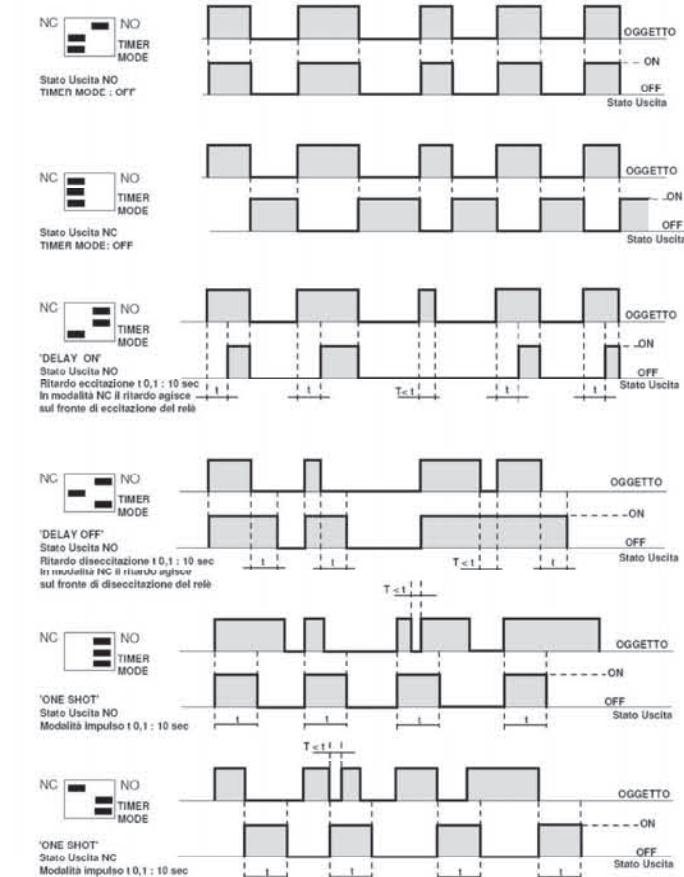 NC NO
TIMER
MODE
Stato Uscita NO
TIMER MODE : OFF
OGGETTO
ON
OFF
Stato Uscita
NC NO
TIMER
MODE
Stato Uscita NC
TIMER MODE: OFF
OGGETTO
ON
OFF
Stato Uscita
NC NO
TIMER
MODE
'DELAY ON'
Stato Uscita NO
Ritardo eccitazione t 0,1 : 10 sec
In modalità NC il ritardo agisce
sul fronte di eccitazione del relè
OGGETTO
ON
OFF
Stato Uscita
t t T<t t t
NC NO
TIMER
MODE
'DELAY OFF'
Stato Uscita NO
Ritardo diseccitazione t 0,1 : 10 sec
In modalità NC il ritardo agisce
sul fronte di diseccitazione del relè
OGGETTO
ON
OFF
Stato Uscita
t t T<t t
T<t
NC NO
TIMER
MODE
'ONE SHOT'
Stato Uscita NO
Modalità impulso t 0,1 : 10 sec
OGGETTO
ON
OFF
Stato Uscita
t t t t
T<t
NC NO
TIMER
MODE
'ONE SHOT'
Stato Uscita NC
Modalità impulso t 0,1 : 10 sec
OGGETTO
ON
OFF
Stato Uscita
t t t t